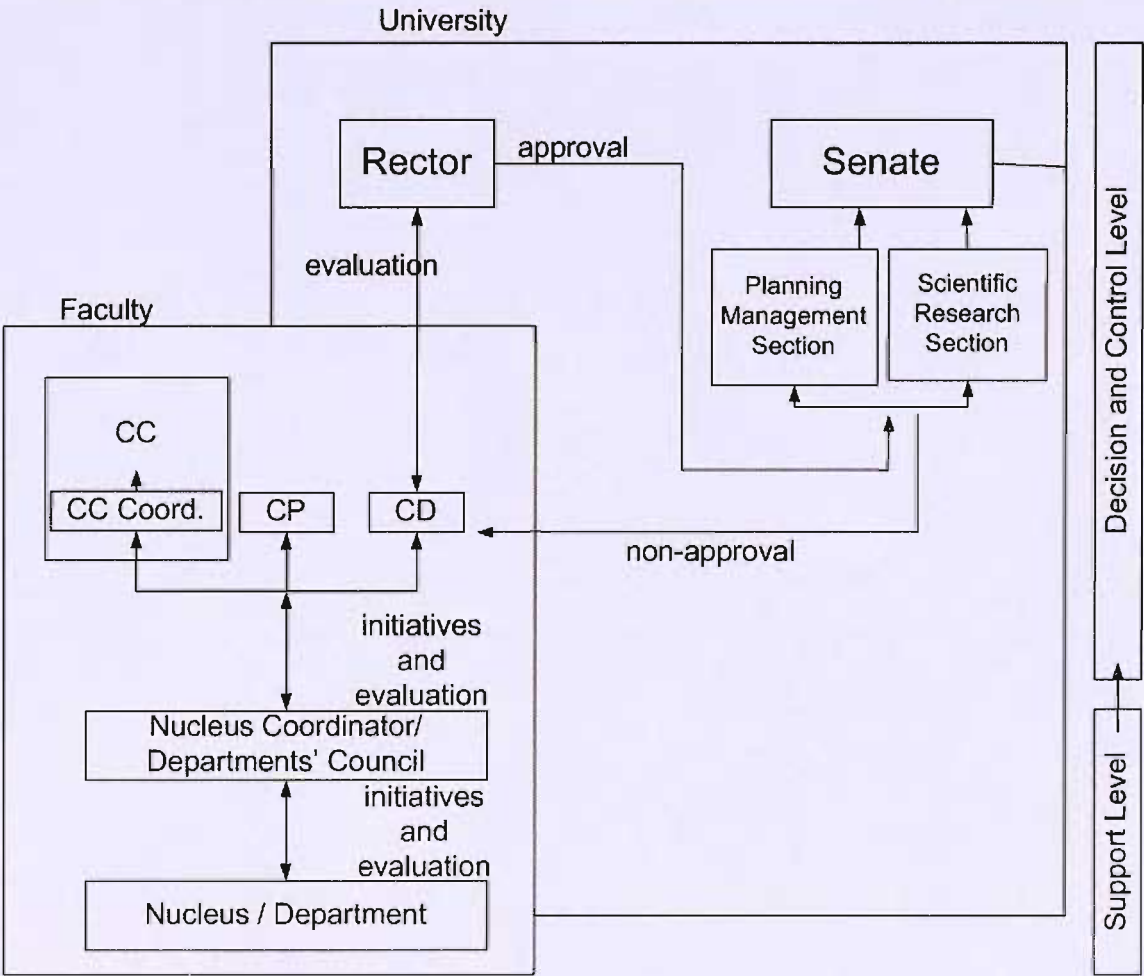 University
Rector
approval
Senate
evaluation
Planning
Management
Section
Scientific
Research
Section
Faculty
CC
CC Coord.
CP
CD
non-approval
initiatives
and
evaluation
Nucleus Coordinator/
Departments' Council
initiatives
and
evaluation
Nucleus / Department
Decision and Control Level
Support Level